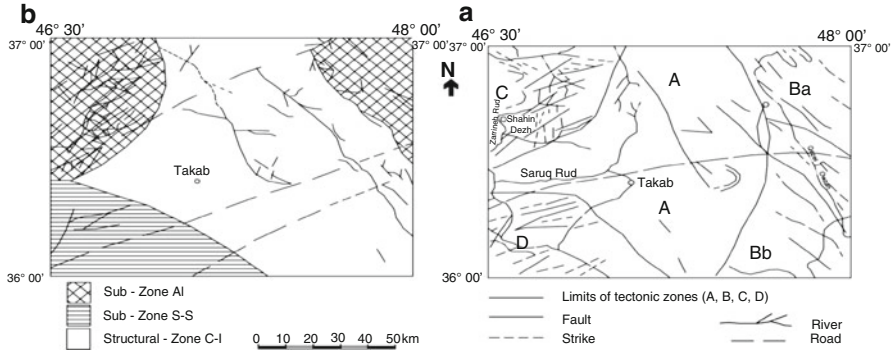 b
46° 30'
48° 00'
37° 00'
37° 00'
N
Takab
36° 00'
Sub - Zone Al
Sub - Zone S-S
Structural - Zone C-I
0 10 20 30 40 50 km
a
46° 30'
48° 00'
37° 00'
37° 00'
A
Ba
C
Zarrineh Rud
Shahin
Dezh
Saruq Rud
Takab
A
D
Bb
36° 00'
Limits of tectonic zones (A, B, C, D)
Fault
Strike
River
Road